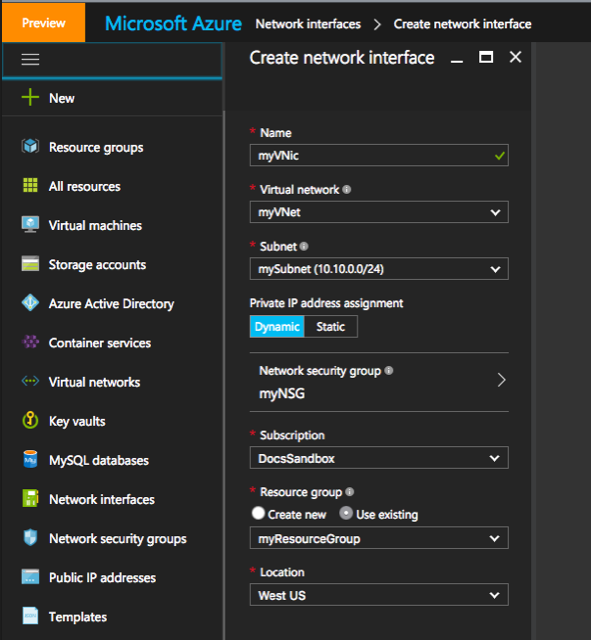 Preview
Microsoft Azure Network interfaces > Create network interface
New
Resource groups
All resources
Virtual machines
Storage accounts
Azure Active Directory
Container services
Virtual networks
Key vaults
MySQL databases
Network interfaces
Network security groups
Public IP addresses
Templates
Create network interface
* Name
myVNic
* Virtual network
myVNet
* Subnet
mySubnet (10.10.0.0/24)
Private IP address assignment
Dynamic Static
Network security group
myNSG
* Subscription
DocsSandbox
* Resource group
Create new Use existing
myResourceGroup
* Location
West US